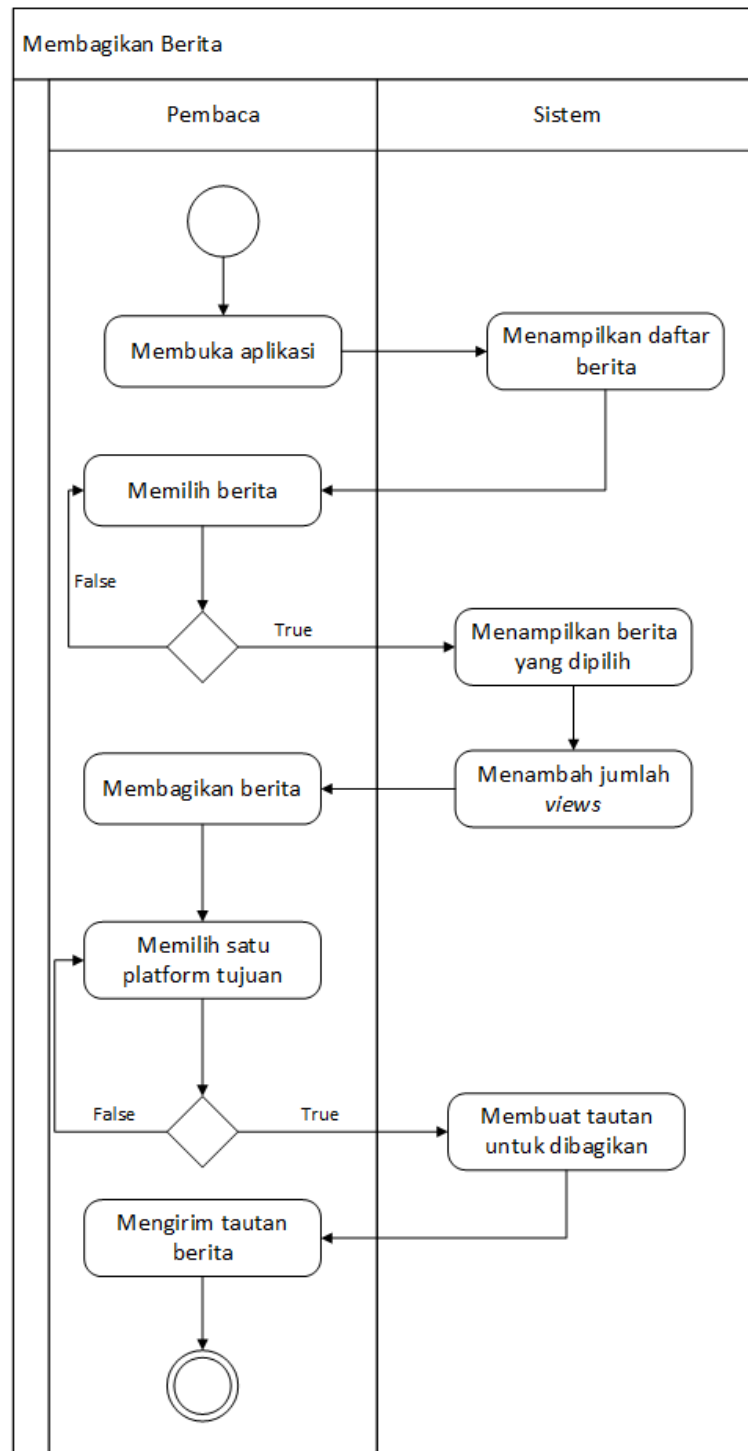 Membagikan Berita
Pembaca
Sistem
Membuka aplikasi
Menampilkan daftar
berita
Memilih berita
False
True
Menampilkan berita
yang dipilih
Membagikan berita
Menambah jumlah
views
Memilih satu
platform tujuan
False
True
Membuat tautan
untuk dibagikan
Mengirim tautan
berita